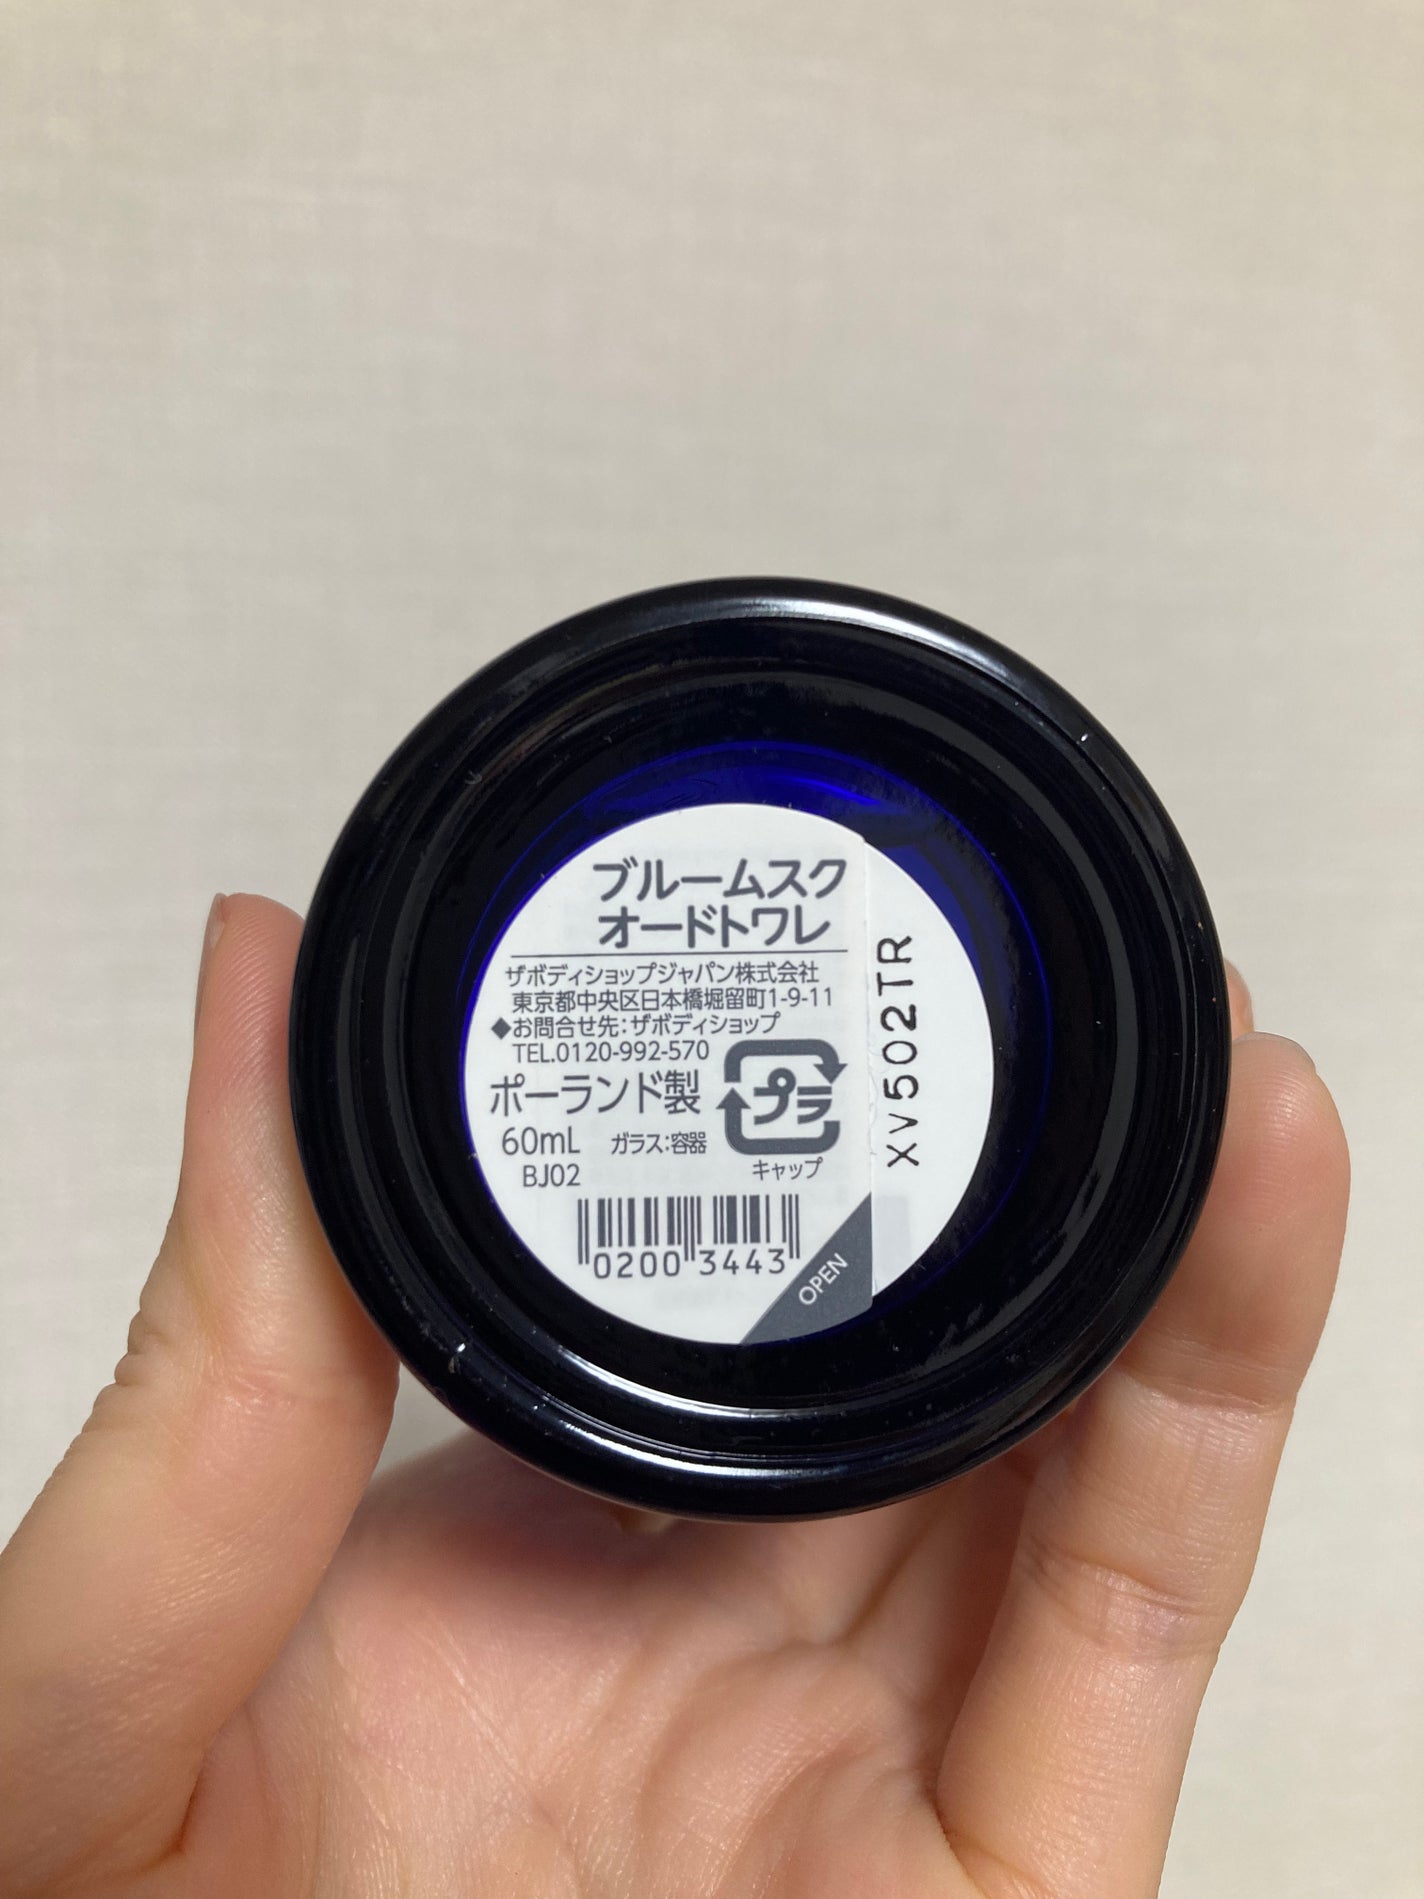 ブルームスク
オードトワレ
ザボディショップジャパン株式会社
東京都中央区日本橋堀留町1-9-11
◆お問合せ先:ザボディショップ
TEL.0120-992-570
ポーランド製
60mL ガラス:容器
BJ02
プラ
キャップ
0200 3443
OPEN
XV502TR